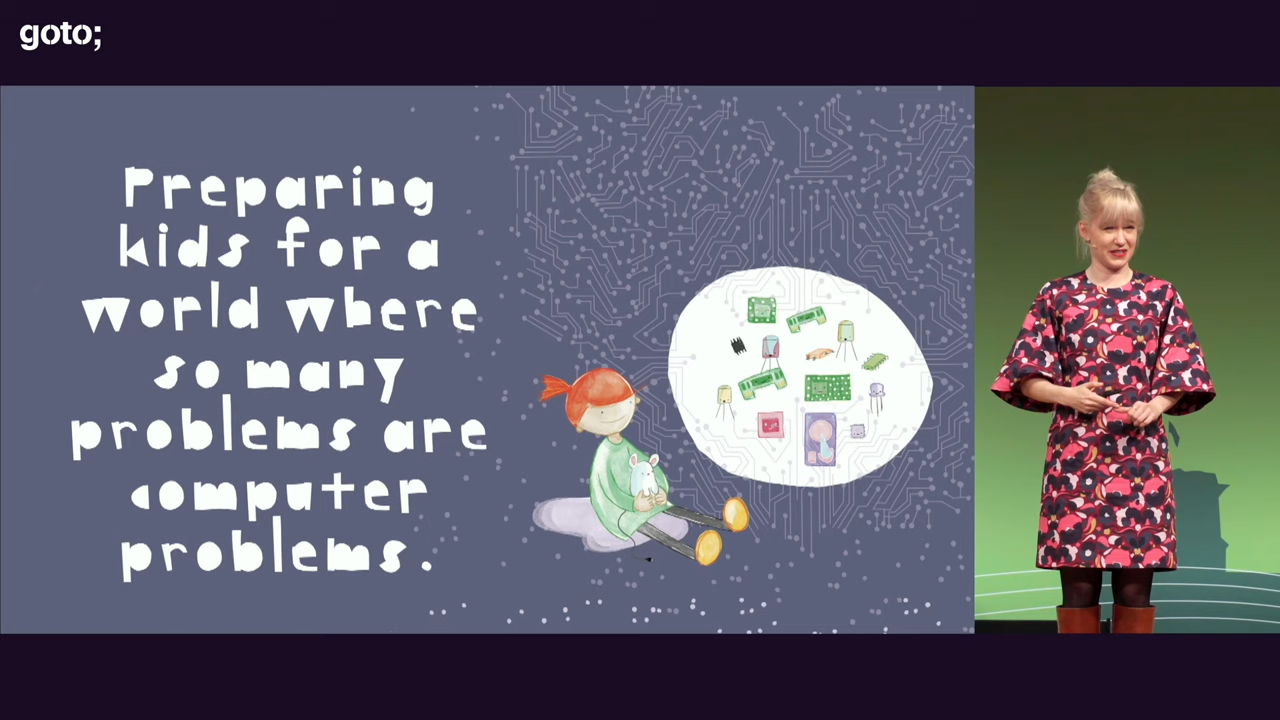 goto;
Preparing
kids for a
world where
so many
problems are
computer
problems.